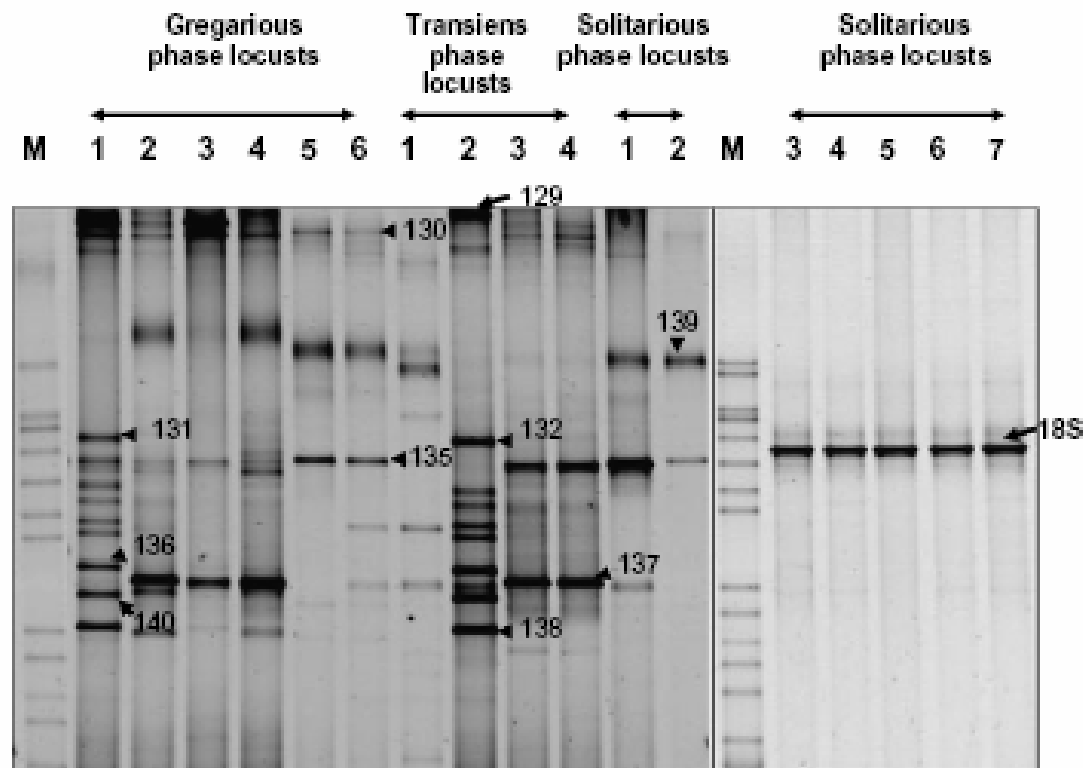 Gregarious
phase locusts
Transiens
phase
locusts
Solitarious
phase locusts
Solitarious
phase locusts
M 1 2 3 4 5 6 1 2 3 4 1 2 M 3 4 5 6 7
129
130
139
131
132
18S
135
136
137
140
138